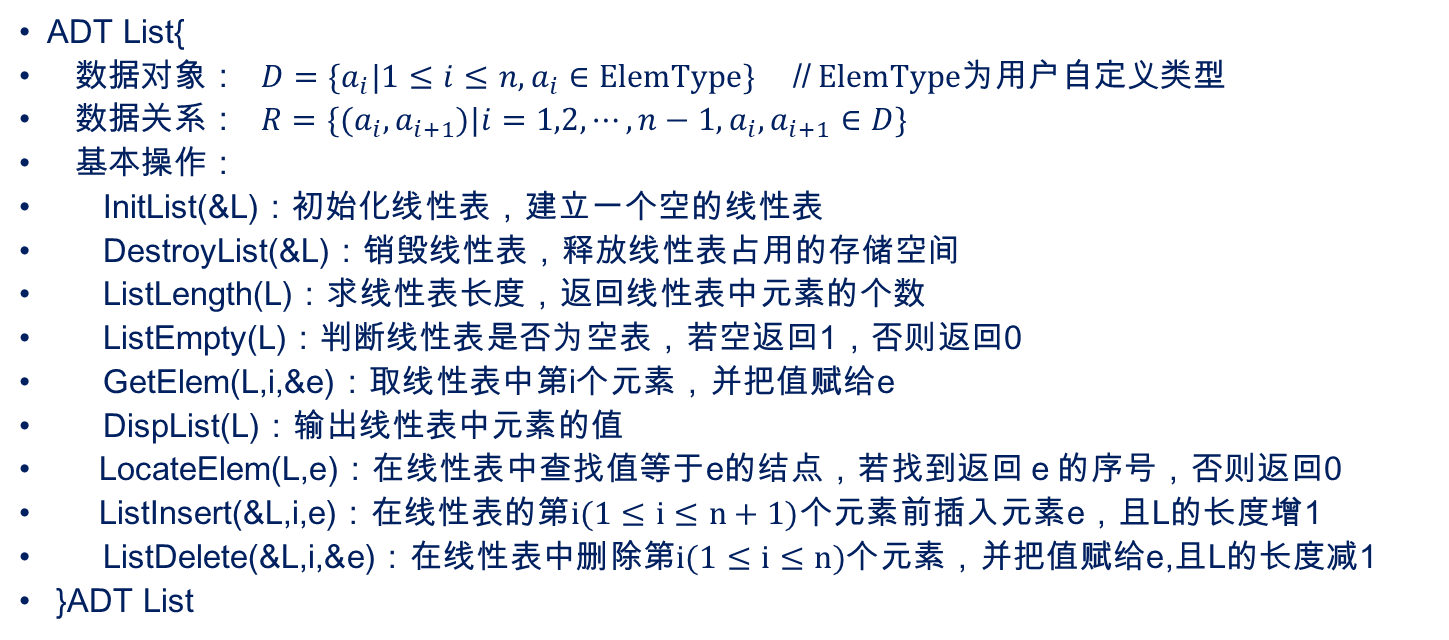 • ADT List{
• 数据对象： D = {aᵢ|1 ≤ i ≤ n, aᵢ ∈ ElemType} //ElemType为用户自定义类型
• 数据关系： R = {(aᵢ, aᵢ₊₁)|i = 1,2, ⋯ , n − 1, aᵢ, aᵢ₊₁ ∈ D}
• 基本操作：
• InitList(&L)：初始化线性表，建立一个空的线性表
• DestroyList(&L)：销毁线性表，释放线性表占用的存储空间
• ListLength(L)：求线性表长度，返回线性表中元素的个数
• ListEmpty(L)：判断线性表是否为空表，若空返回1，否则返回0
• GetElem(L,i,&e)：取线性表中第i个元素，并把值赋给e
• DispList(L)：输出线性表中元素的值
• LocateElem(L,e)：在线性表中查找值等于e的结点，若找到返回 e 的序号，否则返回0
• ListInsert(&L,i,e)：在线性表的第i(1 ≤ i ≤ n + 1)个元素前插入元素e，且L的长度增1
• ListDelete(&L,i,&e)：在线性表中删除第i(1 ≤ i ≤ n)个元素，并把值赋给e,且L的长度减1
• }ADT List